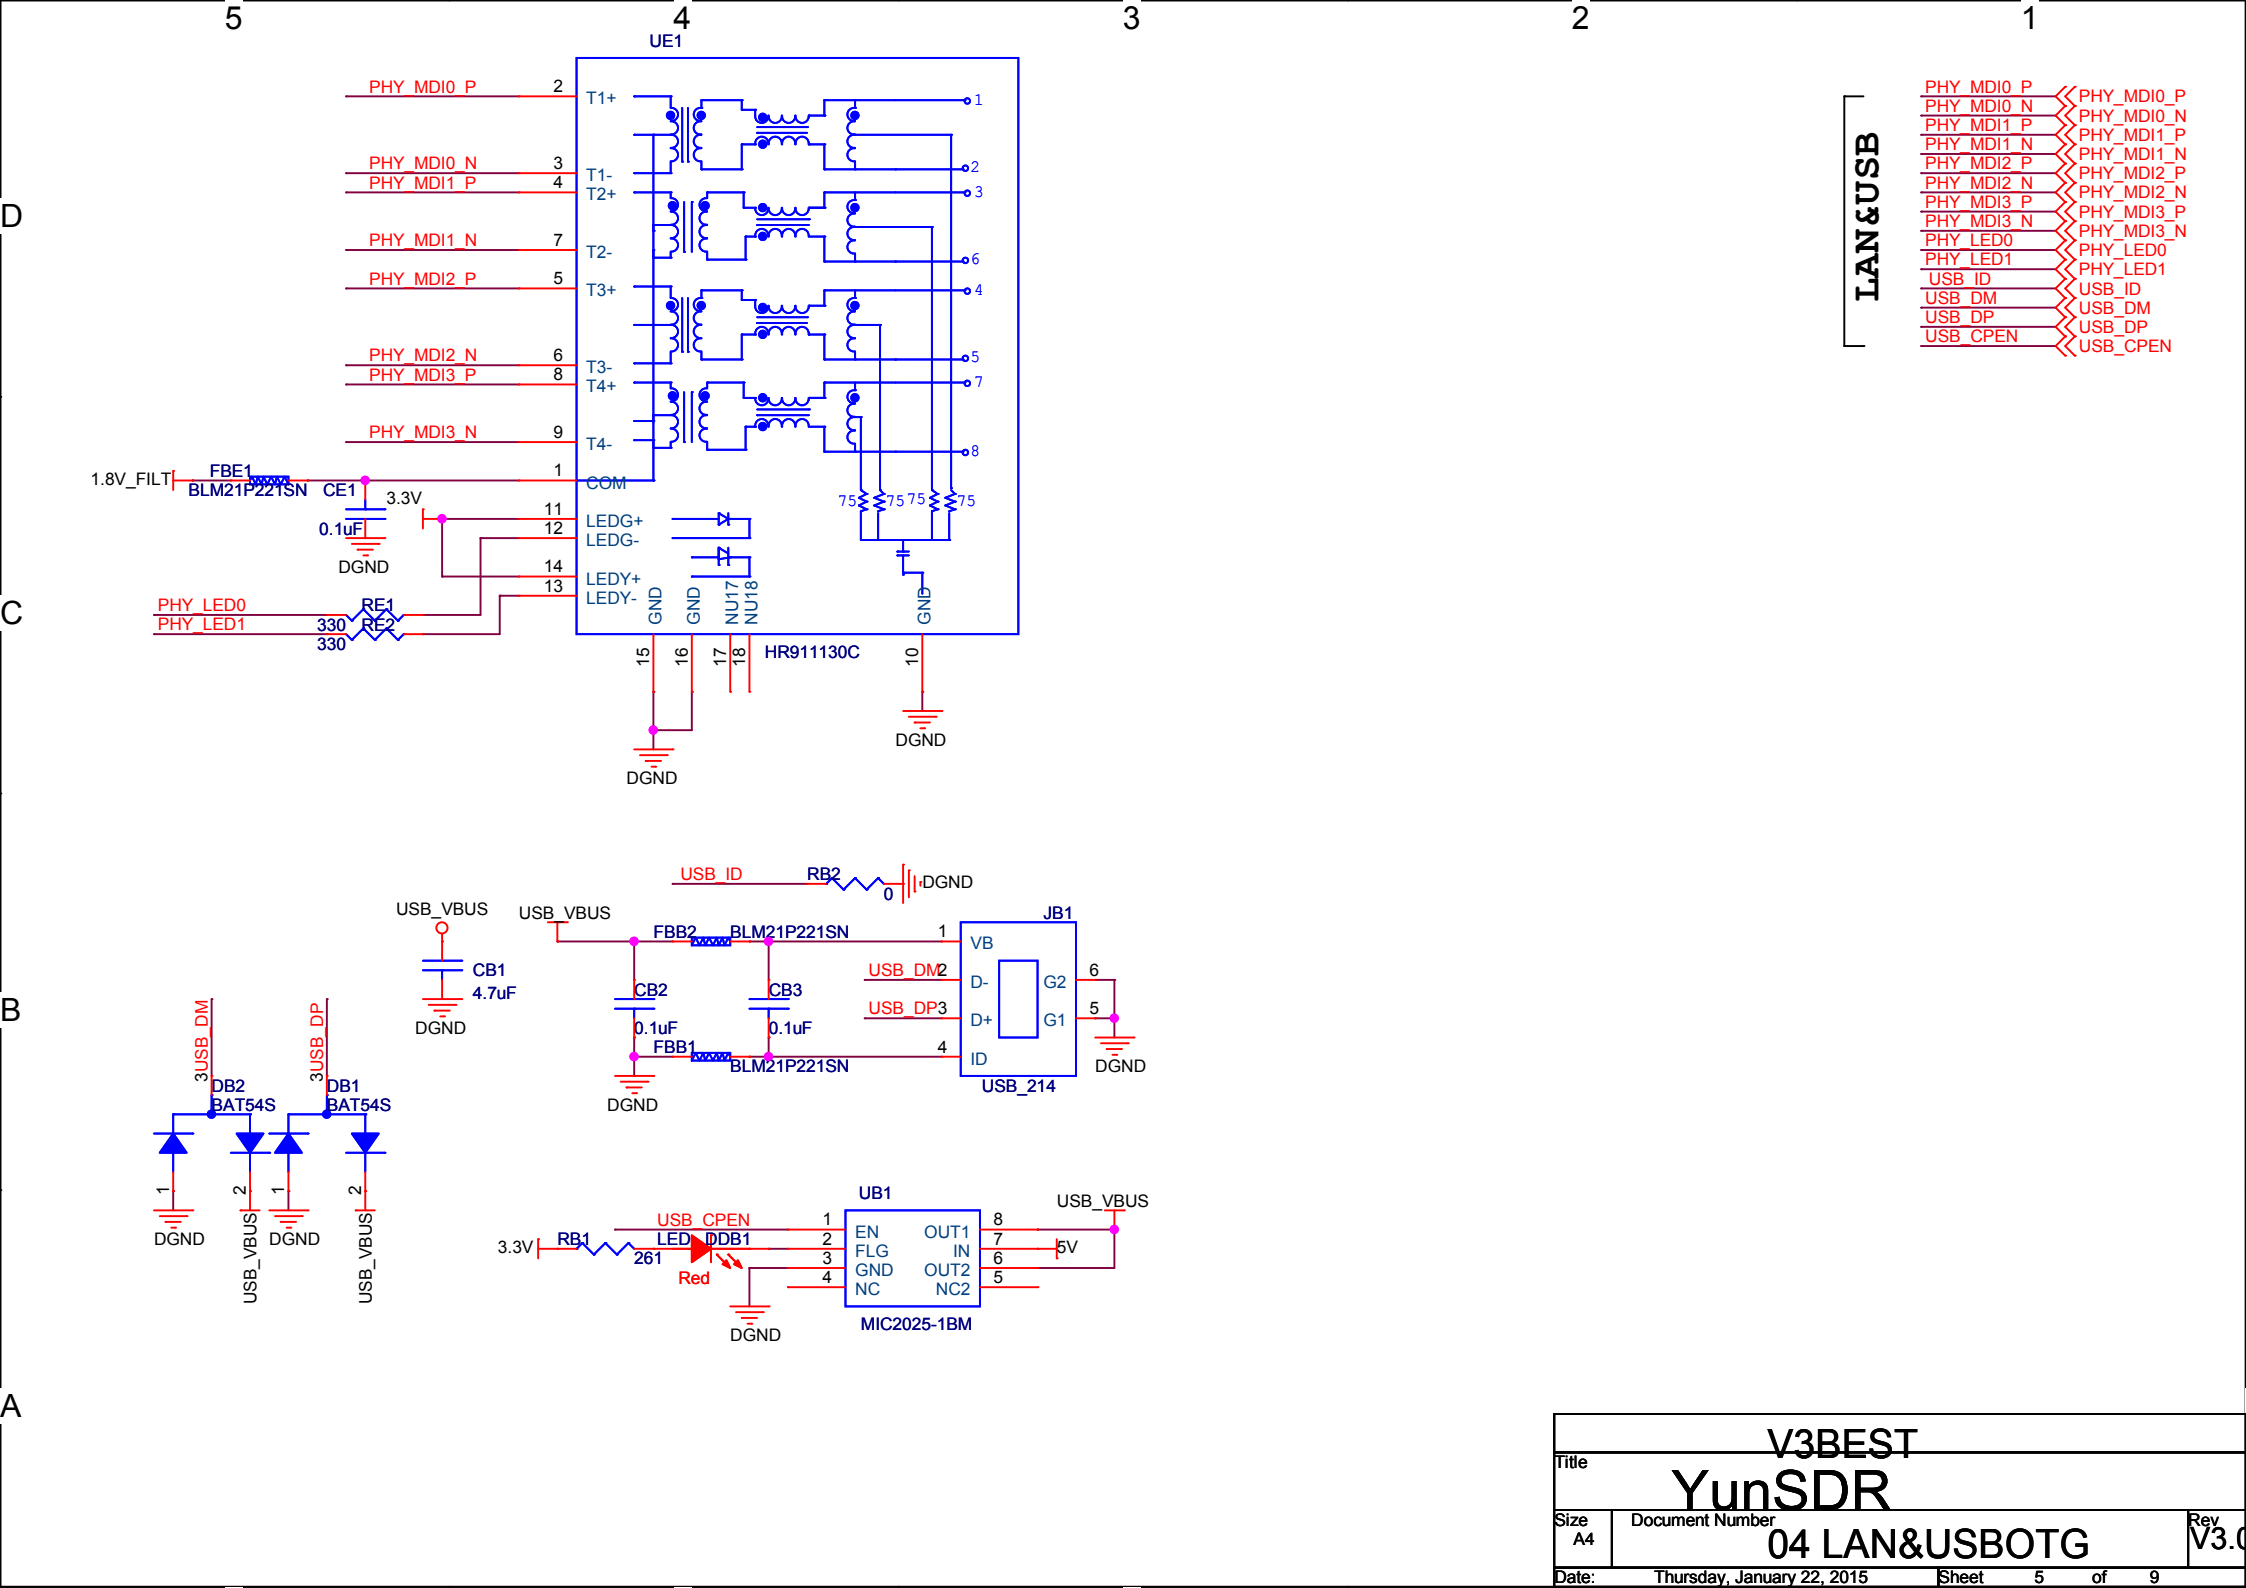 5 4 3 2 1
D
C
B
A
UE1
PHY_MDI0_P 2 T1+
PHY_MDI0_N 3 T1-
PHY_MDI1_P 4 T2+
PHY_MDI1_N 7 T2-
PHY_MDI2_P 5 T3+
PHY_MDI2_N 6 T3-
PHY_MDI3_P 8 T4+
PHY_MDI3_N 9 T4-
1
2
3
6
4
5
7
8
1.8V_FILT FBE1 BLM21P221SN CE1 0.1uF DGND
1 COM
75 75 75 75
3.3V
11 LEDG+
12 LEDG-
14 LEDY+
13 LEDY-
PHY_LED0 RE1 330
PHY_LED1 RE2 330
GND GND NU17 NU18 GND
15 16 17 18 10
HR911130C
DGND
DGND
LAN&USB
PHY_MDI0_P PHY_MDI0_P
PHY_MDI0_N PHY_MDI0_N
PHY_MDI1_P PHY_MDI1_P
PHY_MDI1_N PHY_MDI1_N
PHY_MDI2_P PHY_MDI2_P
PHY_MDI2_N PHY_MDI2_N
PHY_MDI3_P PHY_MDI3_P
PHY_MDI3_N PHY_MDI3_N
PHY_LED0 PHY_LED0
PHY_LED1 PHY_LED1
USB_ID USB_ID
USB_DM USB_DM
USB_DP USB_DP
USB_CPEN USB_CPEN
USB_ID RB2 0 DGND
USB_VBUS
CB1
4.7uF
DGND
USB_VBUS
FBB2 BLM21P221SN
CB2 0.1uF
CB3 0.1uF
FBB1 BLM21P221SN
DGND
JB1
1 VB
USB_DM 2 D-
USB_DP 3 D+
4 ID
G2 6
G1 5
DGND
USB_214
USB_DM 3
DB2
BAT54S
1 2
DGND USB_VBUS
USB_DP 3
DB1
BAT54S
1 2
DGND USB_VBUS
UB1
USB_CPEN 1 EN
3.3V RB1 261 LED DDB1 Red 2 FLG
3 GND
4 NC
OUT1 8
IN 7 5V
OUT2 6
NC2 5
USB_VBUS
DGND
MIC2025-1BM
V3BEST
Title
YunSDR
Size
A4
Document Number
04 LAN&USBOTG
Rev
V3.0
Date: Thursday, January 22, 2015 Sheet 5 of 9